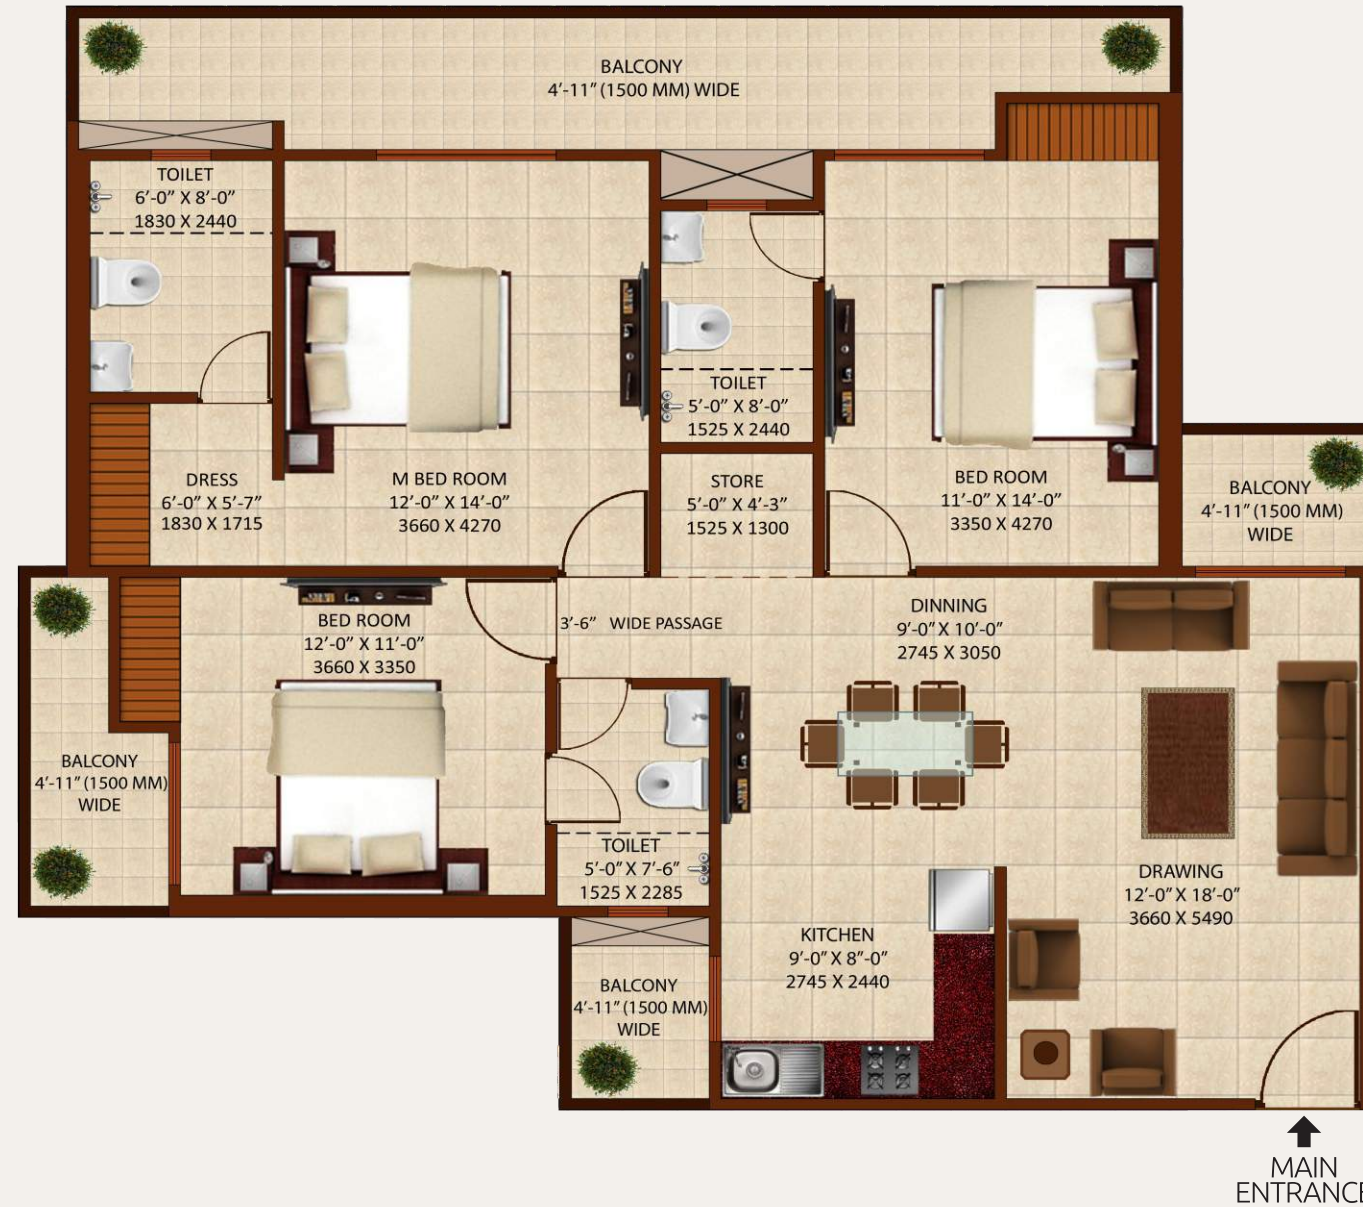 BALCONY
4'-11" (1500 MM) WIDE
TOILET
6'-0" X 8'-0"
1830 X 2440
TOILET
5'-0" X 8'-0"
1525 X 2440
DRESS
6'-0" X 5'-7"
1830 X 1715
M BED ROOM
12'-0" X 14'-0"
3660 X 4270
STORE
5'-0" X 4'-3"
1525 X 1300
BED ROOM
11'-0" X 14'-0"
3350 X 4270
BALCONY
4'-11" (1500 MM)
WIDE
BED ROOM
12'-0" X 11'-0"
3660 X 3350
3'-6" WIDE PASSAGE
DINNING
9'-0" X 10'-0"
2745 X 3050
BALCONY
4'-11" (1500 MM)
WIDE
TOILET
5'-0" X 7'-6"
1525 X 2285
DRAWING
12'-0" X 18'-0"
3660 X 5490
KITCHEN
9'-0" X 8"-0"
2745 X 2440
BALCONY
4'-11" (1500 MM)
WIDE
MAIN
ENTRANCE